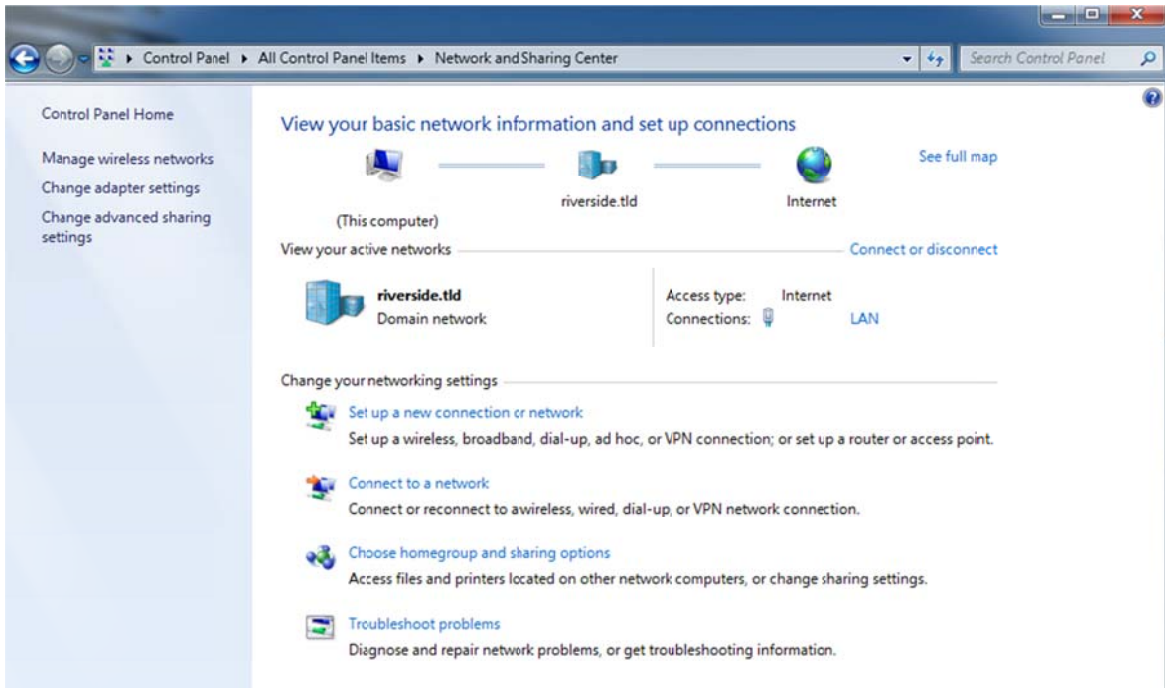 Control Panel ▸ All Control Panel Items ▸ Network and Sharing Center
Search Control Panel
Control Panel Home
Manage wireless networks
Change adapter settings
Change advanced sharing
settings
View your basic network information and set up connections
See full map
riverside.tld
Internet
(This computer)
View your active networks
Connect or disconnect
riverside.tld
Domain network
Access type: Internet
Connections: LAN
Change your networking settings
Set up a new connection or network
Set up a wireless, broadband, dial-up, ad hoc, or VPN connection; or set up a router or access point.
Connect to a network
Connect or reconnect to a wireless, wired, dial-up, or VPN network connection.
Choose homegroup and sharing options
Access files and printers located on other network computers, or change sharing settings.
Troubleshoot problems
Diagnose and repair network problems, or get troubleshooting information.